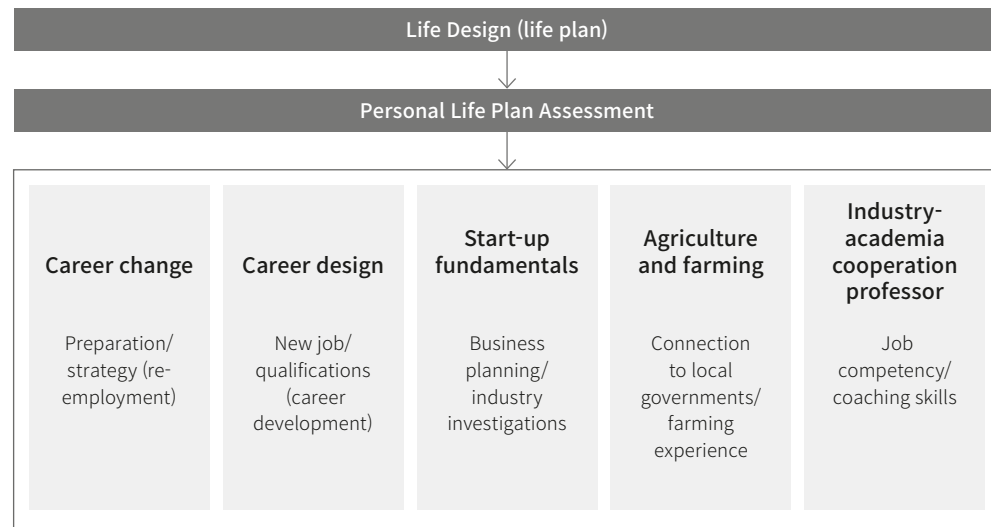 Life Design (life plan)
Personal Life Plan Assessment
Career change
Preparation/
strategy (re-
employment)
Career design
New job/
qualifications
(career
development)
Start-up
fundamentals
Business
planning/
industry
investigations
Agriculture
and farming
Connection
to local
governments/
farming
experience
Industry-
academia
cooperation
professor
Job
competency/
coaching skills